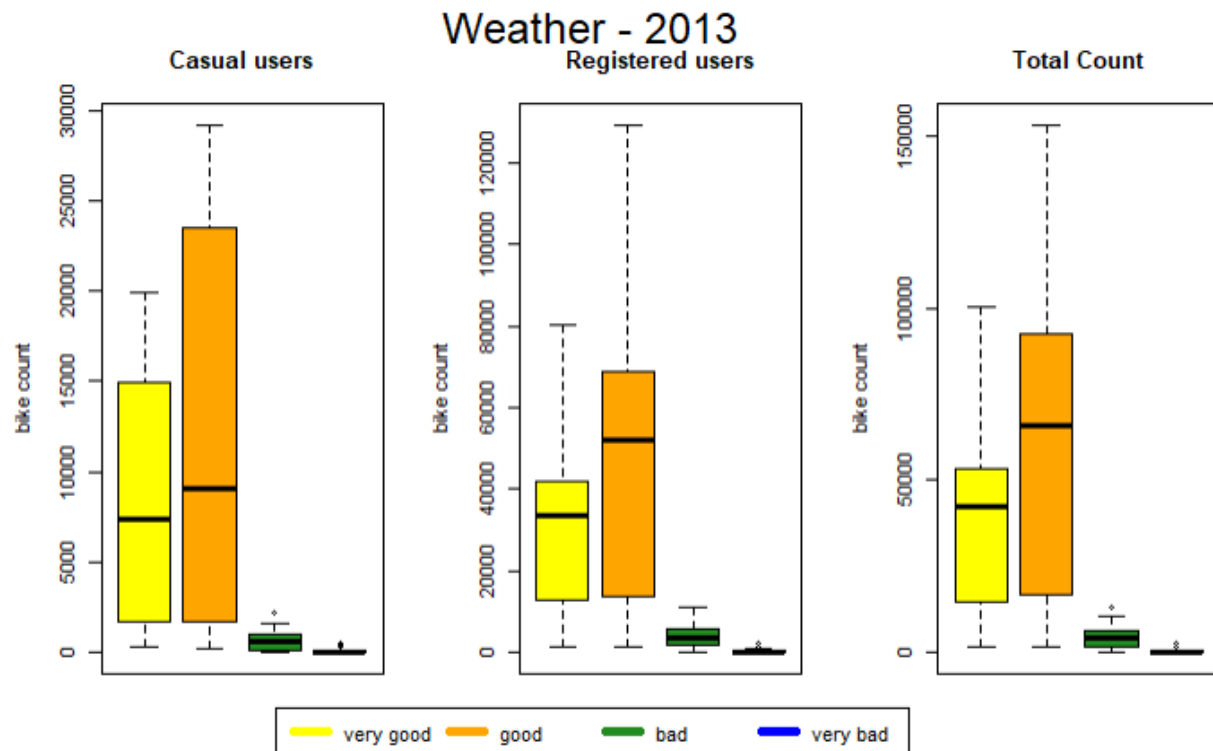 Weather - 2013
Casual users
Registered users
Total Count
bike count
0
5000
10000
15000
20000
25000
30000
bike count
0
20000
40000
60000
80000
100000
120000
bike count
0
50000
100000
150000
very good
good
bad
very bad